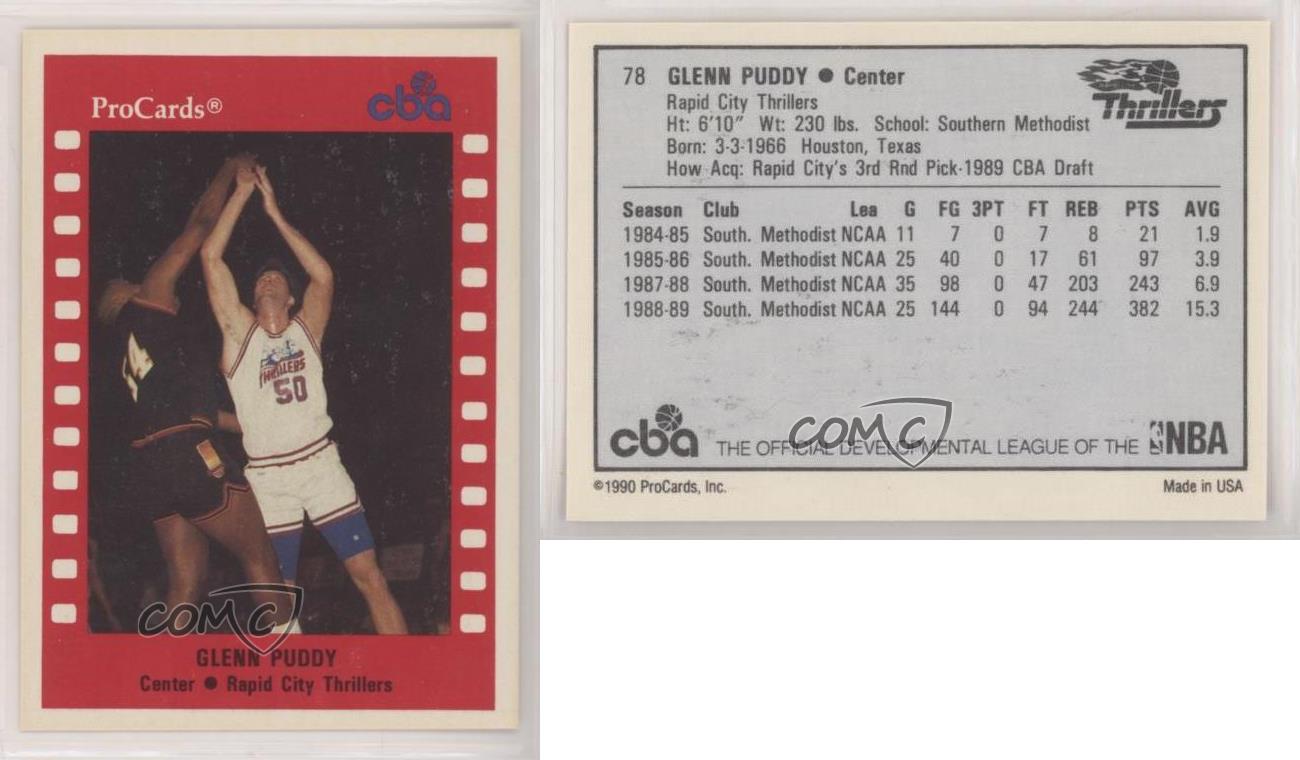 ProCards® cba
14
THRILLERS
50
COMC
GLENN PUDDY
Center ● Rapid City Thrillers
78 GLENN PUDDY ● Center
Thrillers
Rapid City Thrillers
Ht: 6'10" Wt: 230 lbs. School: Southern Methodist
Born: 3-3-1966 Houston, Texas
How Acq: Rapid City's 3rd Rnd Pick-1989 CBA Draft
Season Club Lea G FG 3PT FT REB PTS AVG
1984-85 South. Methodist NCAA 11 7 0 7 8 21 1.9
1985-86 South. Methodist NCAA 25 40 0 17 61 97 3.9
1987-88 South. Methodist NCAA 35 98 0 47 203 243 6.9
1988-89 South. Methodist NCAA 25 144 0 94 244 382 15.3
COMC
cba THE OFFICIAL DEVELOPMENTAL LEAGUE OF THE NBA
©1990 ProCards, Inc. Made in USA